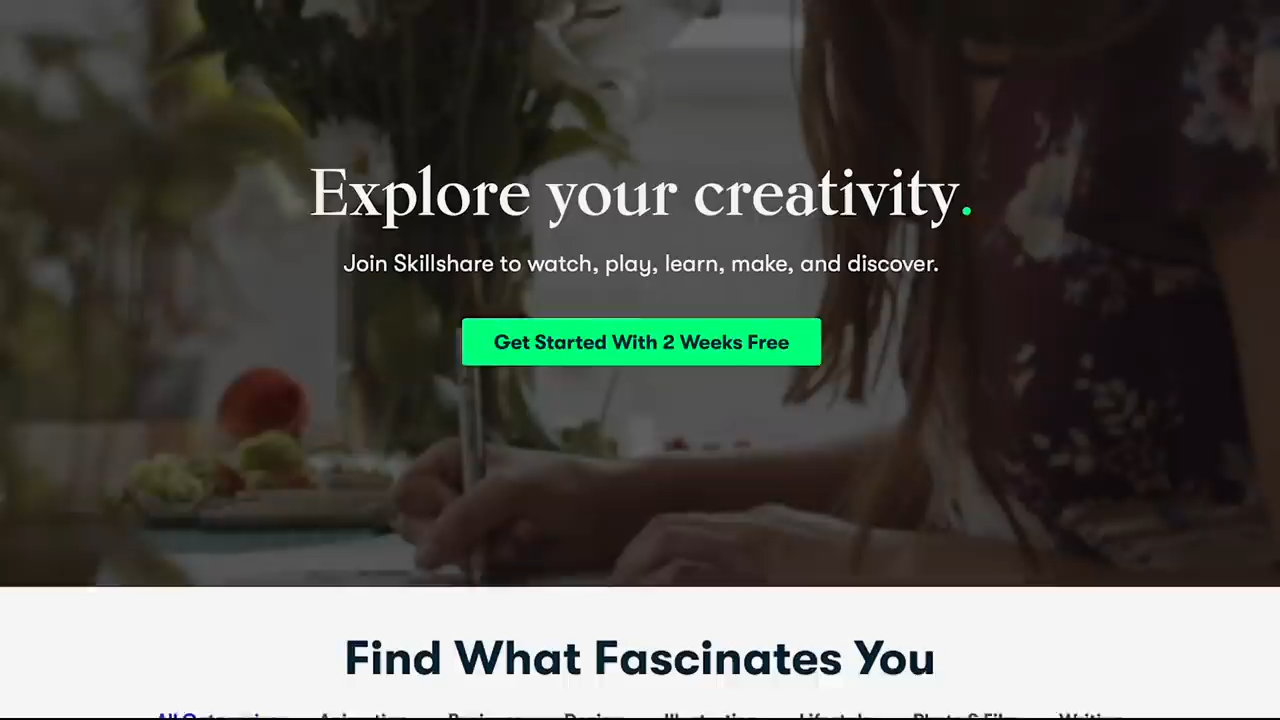 Explore your creativity.
Join Skillshare to watch, play, learn, make, and discover.
Get Started With 2 Weeks Free
Find What Fascinates You